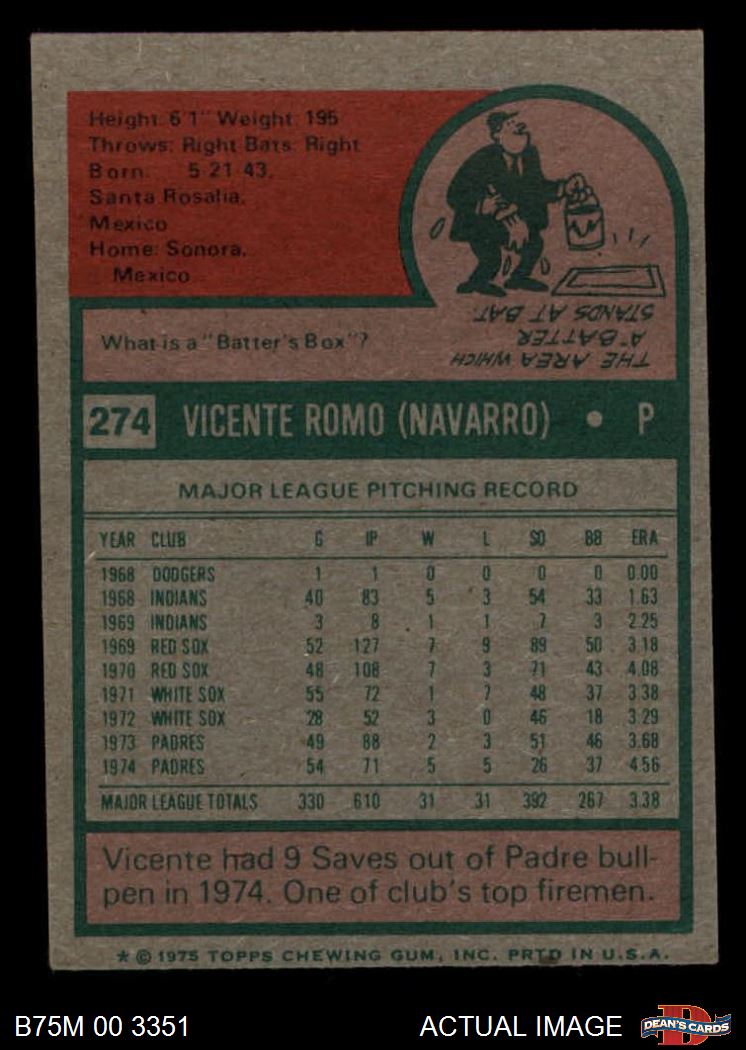 Height: 6'1" Weight: 195
Throws: Right Bats: Right
Born: 5-21-43,
Santa Rosalia,
Mexico
Home: Sonora,
Mexico
What is a "Batter's Box"?
THE AREA WHICH
A BATTER
STANDS AT BAT.
274 VICENTE ROMO (NAVARRO) • P
MAJOR LEAGUE PITCHING RECORD
YEAR CLUB G IP W L SO BB ERA
1968 DODGERS 1 1 0 0 0 0 0.00
1968 INDIANS 40 83 5 3 54 33 1.63
1969 INDIANS 3 8 1 1 7 3 2.25
1969 RED SOX 52 127 7 9 89 50 3.18
1970 RED SOX 48 108 7 3 71 43 4.08
1971 WHITE SOX 55 72 1 7 48 37 3.38
1972 WHITE SOX 28 52 3 0 46 18 3.29
1973 PADRES 49 88 2 3 51 46 3.68
1974 PADRES 54 71 5 5 26 37 4.56
MAJOR LEAGUE TOTALS 330 610 31 31 392 267 3.38
Vicente had 9 Saves out of Padre bull-
pen in 1974. One of club's top firemen.
* © 1975 TOPPS CHEWING GUM, INC. PRTD IN U.S.A.
B75M 00 3351 ACTUAL IMAGE D DEAN'S CARDS